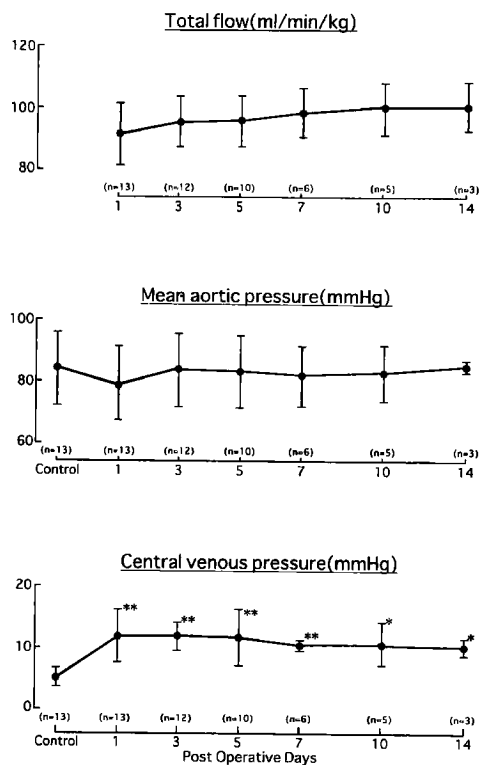 Total flow(ml/min/kg)
120
100
80
(n=13) (n=12) (n=10) (n=6) (n=5) (n=3)
1 3 5 7 10 14
Mean aortic pressure(mmHg)
100
80
60
(n=13) (n=13) (n=12) (n=10) (n=6) (n=5) (n=3)
Control 1 3 5 7 10 14
Central venous pressure(mmHg)
20
** ** ** ** * *
10
0
(n=13) (n=13) (n=12) (n=10) (n=6) (n=5) (n=3)
Control 1 3 5 7 10 14
Post Operative Days